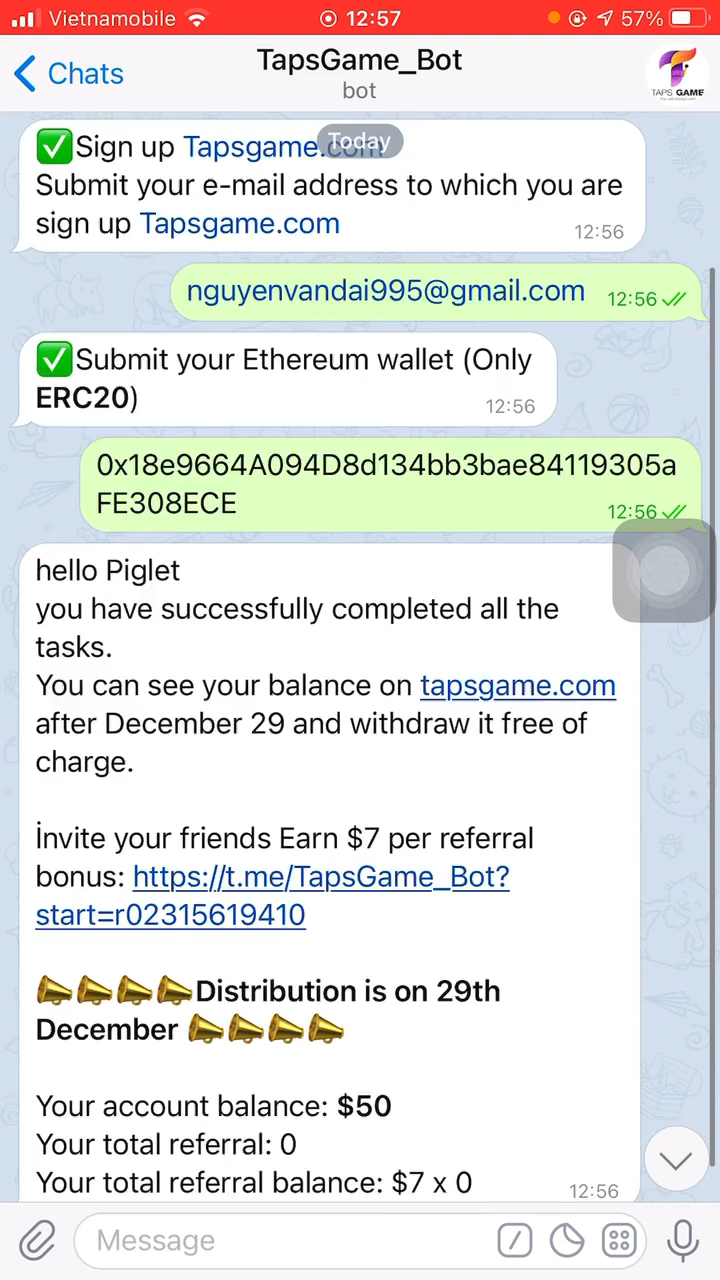 Vietnamobile 12:57 57%
Chats
TapsGame_Bot
bot
TAPS GAME
Today
✅Sign up Tapsgame.com
Submit your e-mail address to which you are
sign up Tapsgame.com
12:56
nguyenvandai995@gmail.com
12:56
✅Submit your Ethereum wallet (Only
ERC20)
12:56
0x18e9664A094D8d134bb3bae84119305a
FE308ECE
12:56
hello Piglet
you have successfully completed all the
tasks.
You can see your balance on tapsgame.com
after December 29 and withdraw it free of
charge.
İnvite your friends Earn $7 per referral
bonus: https://t.me/TapsGame_Bot?
start=r02315619410
📣📣📣📣Distribution is on 29th
December 📣📣📣📣
Your account balance: $50
Your total referral: 0
Your total referral balance: $7 x 0
12:56
Message